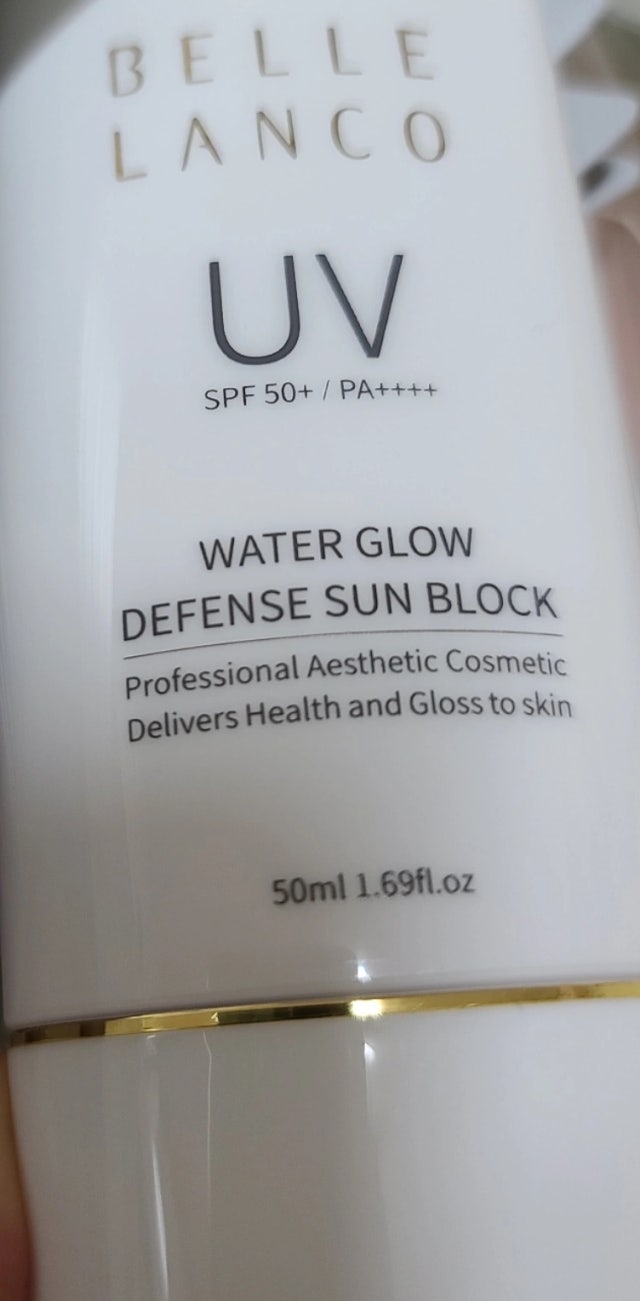 BELLE
LANCO
UV
SPF 50+ / PA++++
WATER GLOW
DEFENSE SUN BLOCK
Professional Aesthetic Cosmetic
Delivers Health and Gloss to skin
50ml 1.69fl.oz